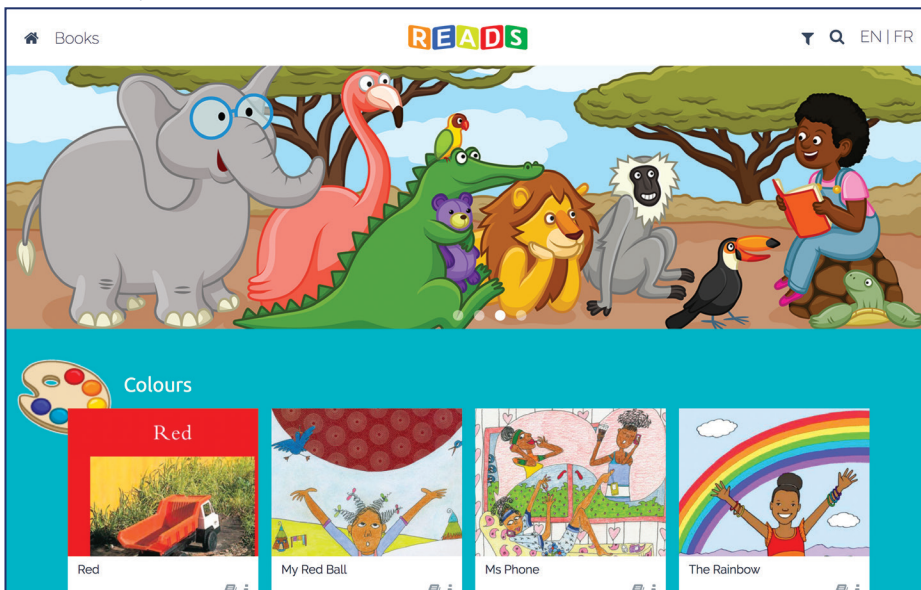 Books
READS
EN | FR
Colours
Red
Red
My Red Ball
Ms Phone
The Rainbow